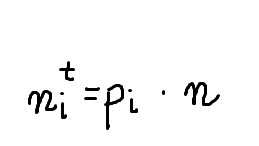 n_i^t = p_i · n